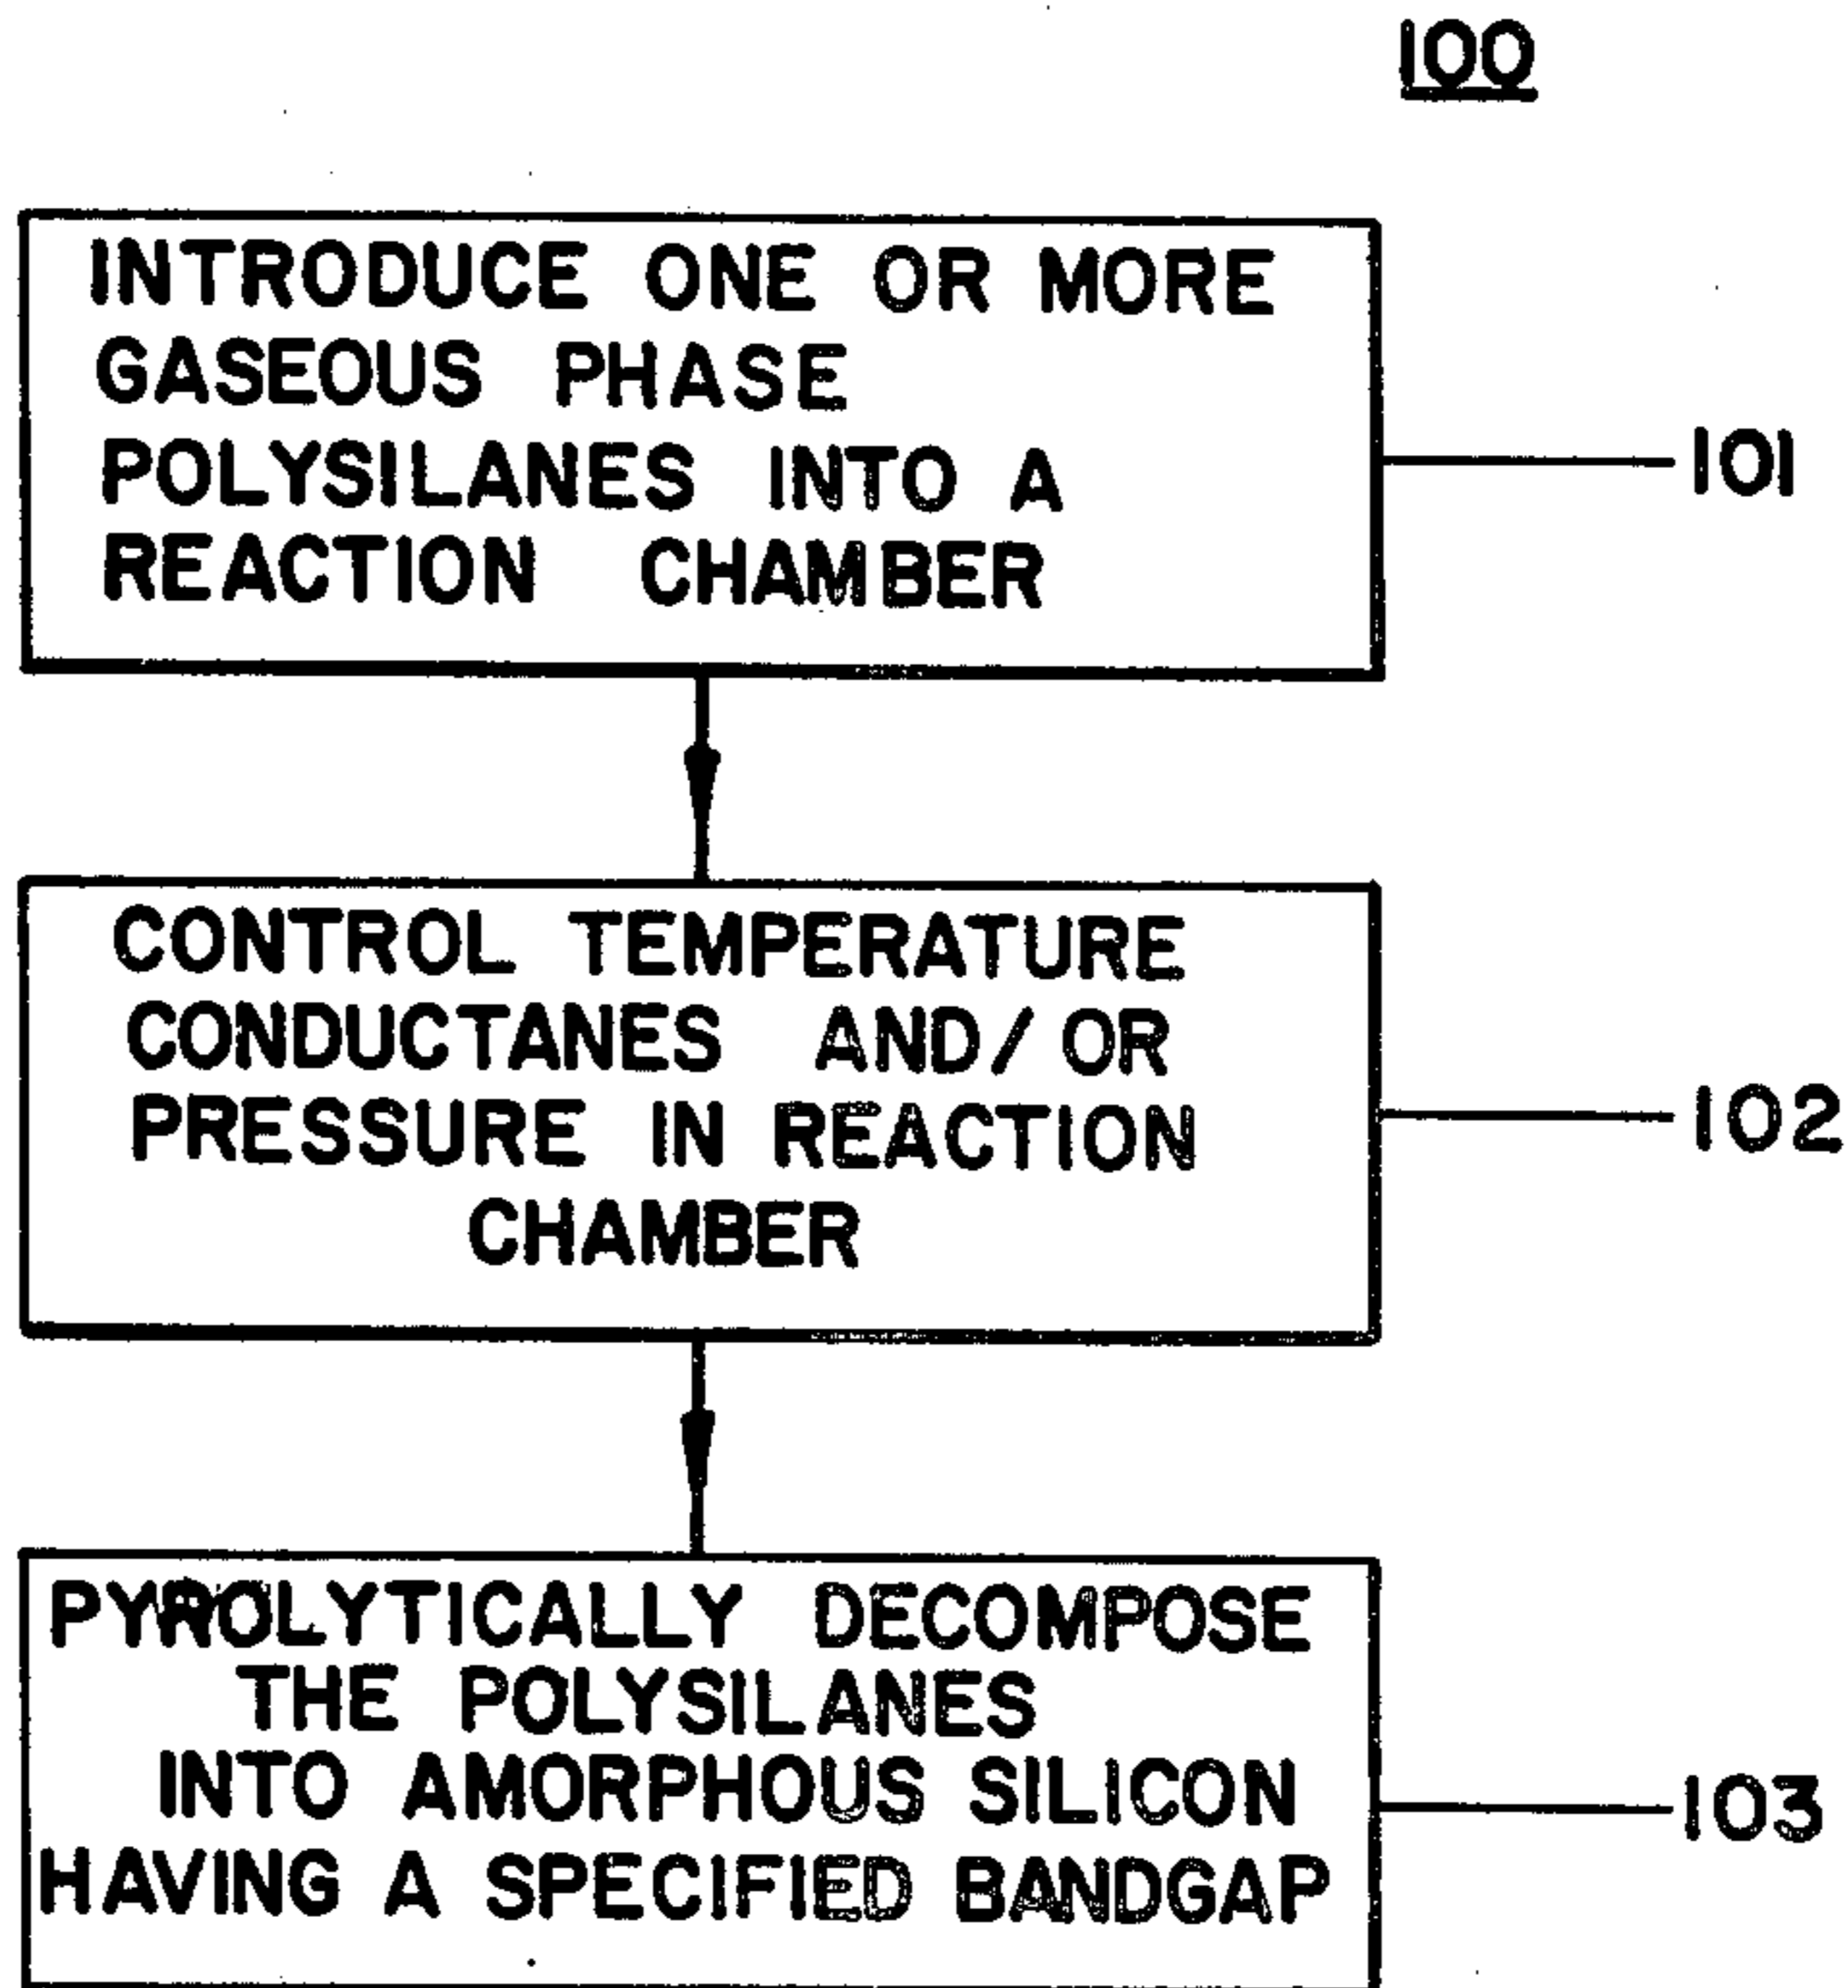 100
INTRODUCE ONE OR MORE
GASEOUS PHASE
POLYSILANES INTO A
REACTION CHAMBER
101
CONTROL TEMPERATURE
CONDUCTANES AND/OR
PRESSURE IN REACTION
CHAMBER
102
PYROLYTICALLY DECOMPOSE
THE POLYSILANES
INTO AMORPHOUS SILICON
HAVING A SPECIFIED BANDGAP
103